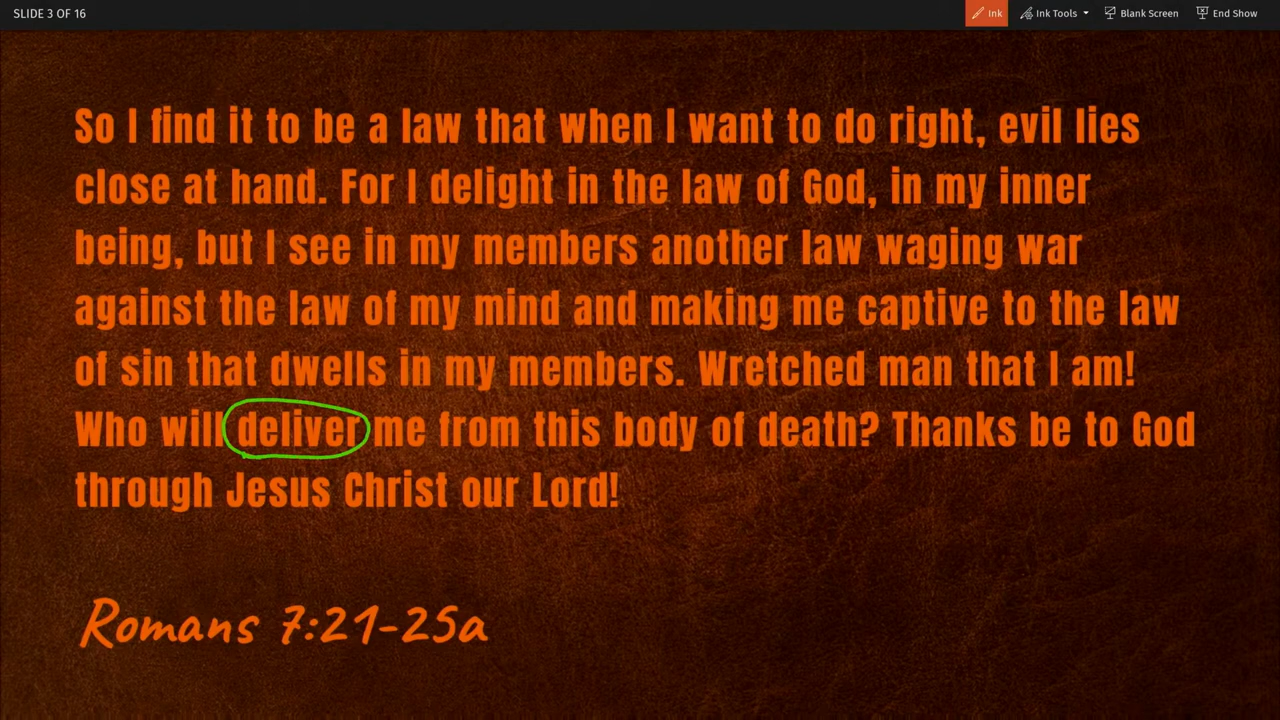 SLIDE 3 OF 16
Ink
Ink Tools
Blank Screen
End Show
So I find it to be a law that when I want to do right, evil lies
close at hand. For I delight in the law of God, in my inner
being, but I see in my members another law waging war
against the law of my mind and making me captive to the law
of sin that dwells in my members. Wretched man that I am!
Who will deliver me from this body of death? Thanks be to God
through Jesus Christ our Lord!
Romans 7:21-25a